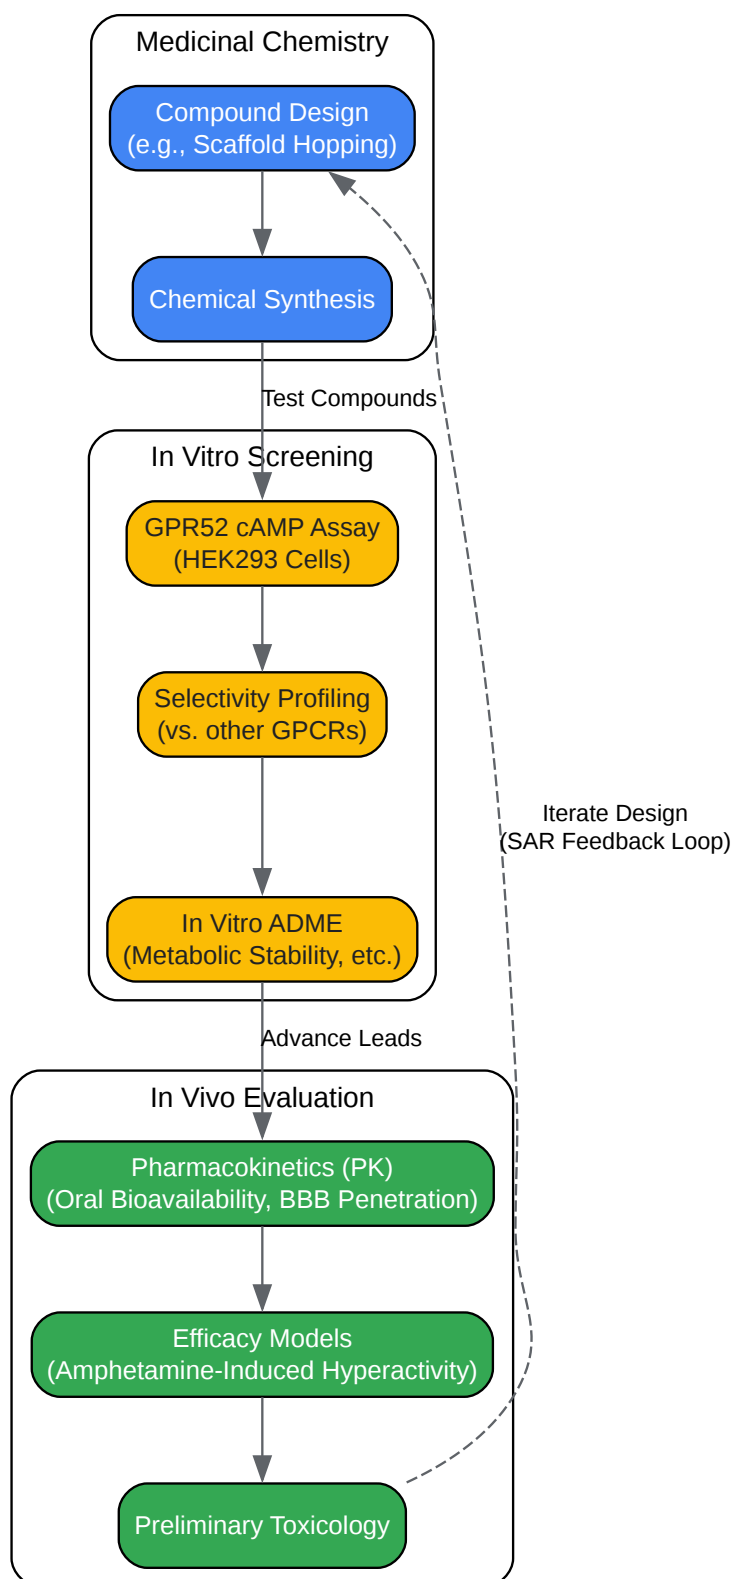 Medicinal Chemistry
Compound Design
(e.g., Scaffold Hopping)
Chemical Synthesis
Test Compounds
In Vitro Screening
GPR52 cAMP Assay
(HEK293 Cells)
Selectivity Profiling
(vs. other GPCRs)
Iterate Design
(SAR Feedback Loop)
In Vitro ADME
(Metabolic Stability, etc.)
Advance Leads
In Vivo Evaluation
Pharmacokinetics (PK)
(Oral Bioavailability, BBB Penetration)
Efficacy Models
(Amphetamine-Induced Hyperactivity)
Preliminary Toxicology